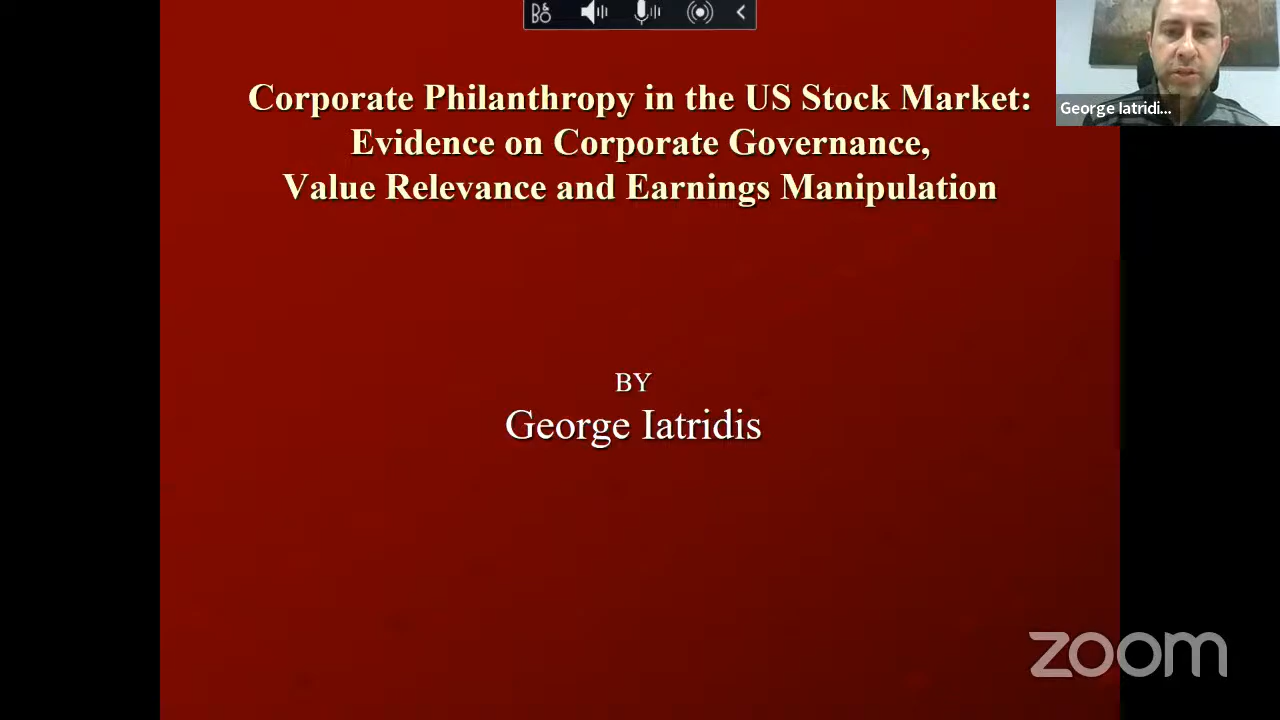 B&O
George Iatridi...
Corporate Philanthropy in the US Stock Market:
Evidence on Corporate Governance,
Value Relevance and Earnings Manipulation
BY
George Iatridis
zoom